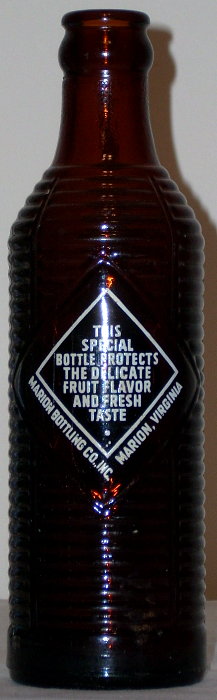 THIS
SPECIAL
BOTTLE PROTECTS
THE DELICATE
FRUIT FLAVOR
AND FRESH
TASTE
MARION BOTTLING CO., INC.
MARION, VIRGINIA